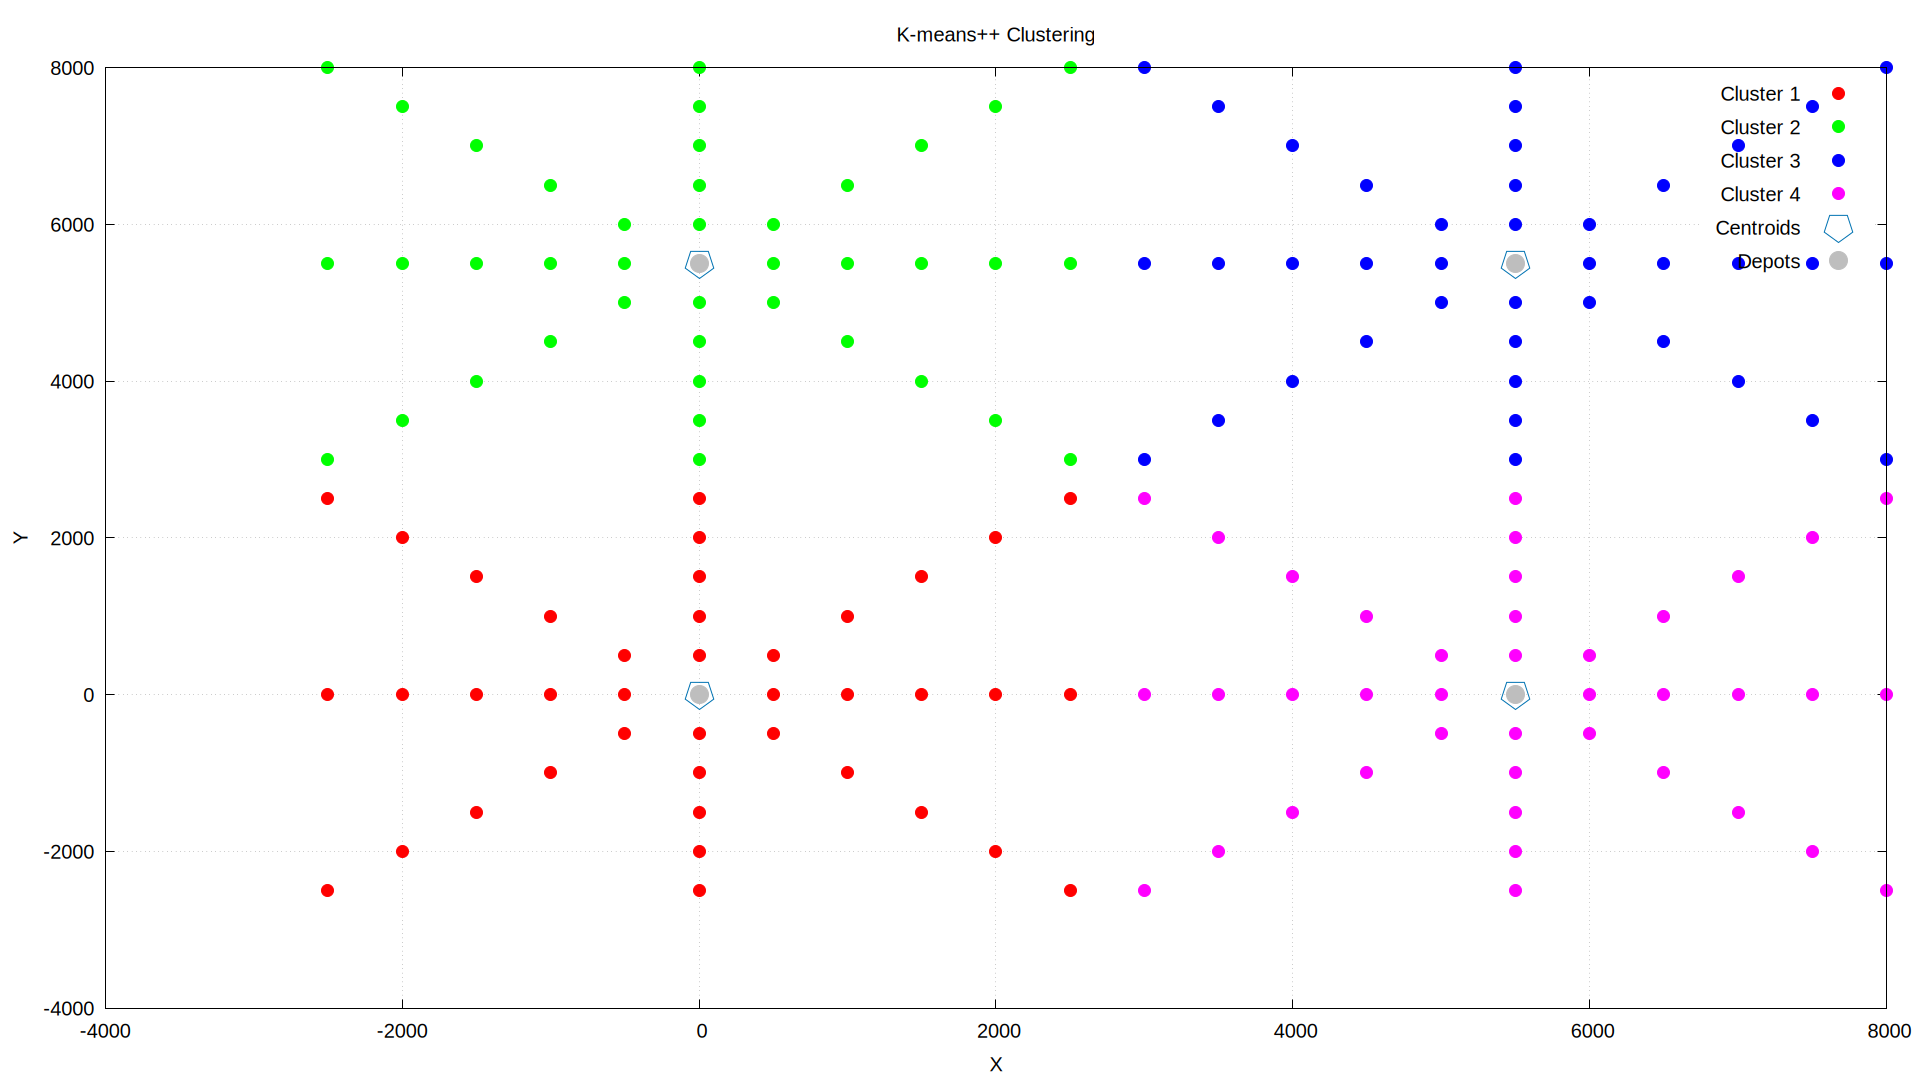 K-means++ Clustering
8000
Cluster 1
Cluster 2
Cluster 3
Cluster 4
6000
Centroids
Depots
4000
Y
2000
0
-2000
-4000
-4000 -2000 0 2000 4000 6000 8000
X